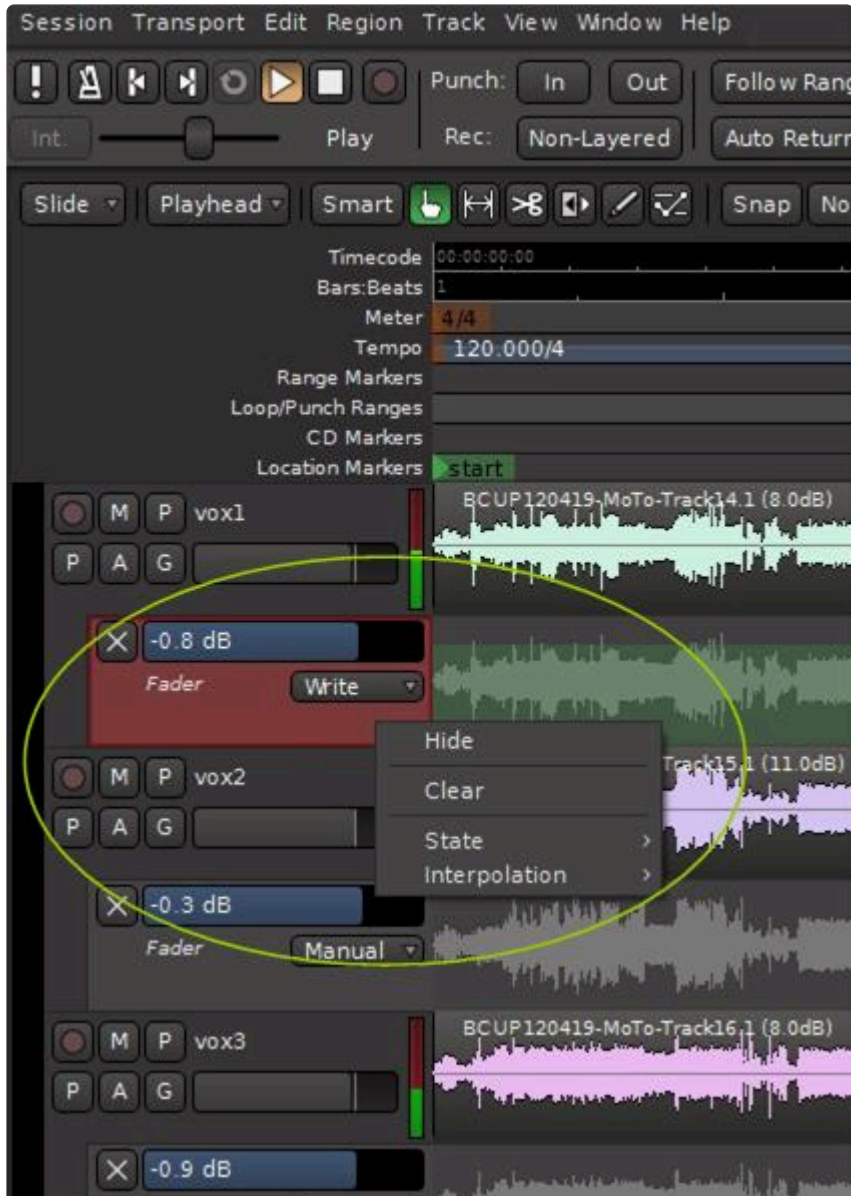 Session Transport Edit Region Track View Window Help
Punch: In Out Follow Rang
Int. Play Rec: Non-Layered Auto Return
Slide Playhead Smart Snap No
Timecode 00:00:00:00
Bars:Beats 1
Meter 4/4
Tempo 120.000/4
Range Markers
Loop/Punch Ranges
CD Markers
Location Markers start
M P vox1 BCUP120419-MoTo-Track14.1 (8.0dB)
P A G
-0.8 dB
Fader Write
Hide
M P vox2 Track15.1 (11.0dB)
Clear
P A G
State
Interpolation
-0.3 dB
Fader Manual
M P vox3 BCUP120419-MoTo-Track16.1 (8.0dB)
P A G
-0.9 dB